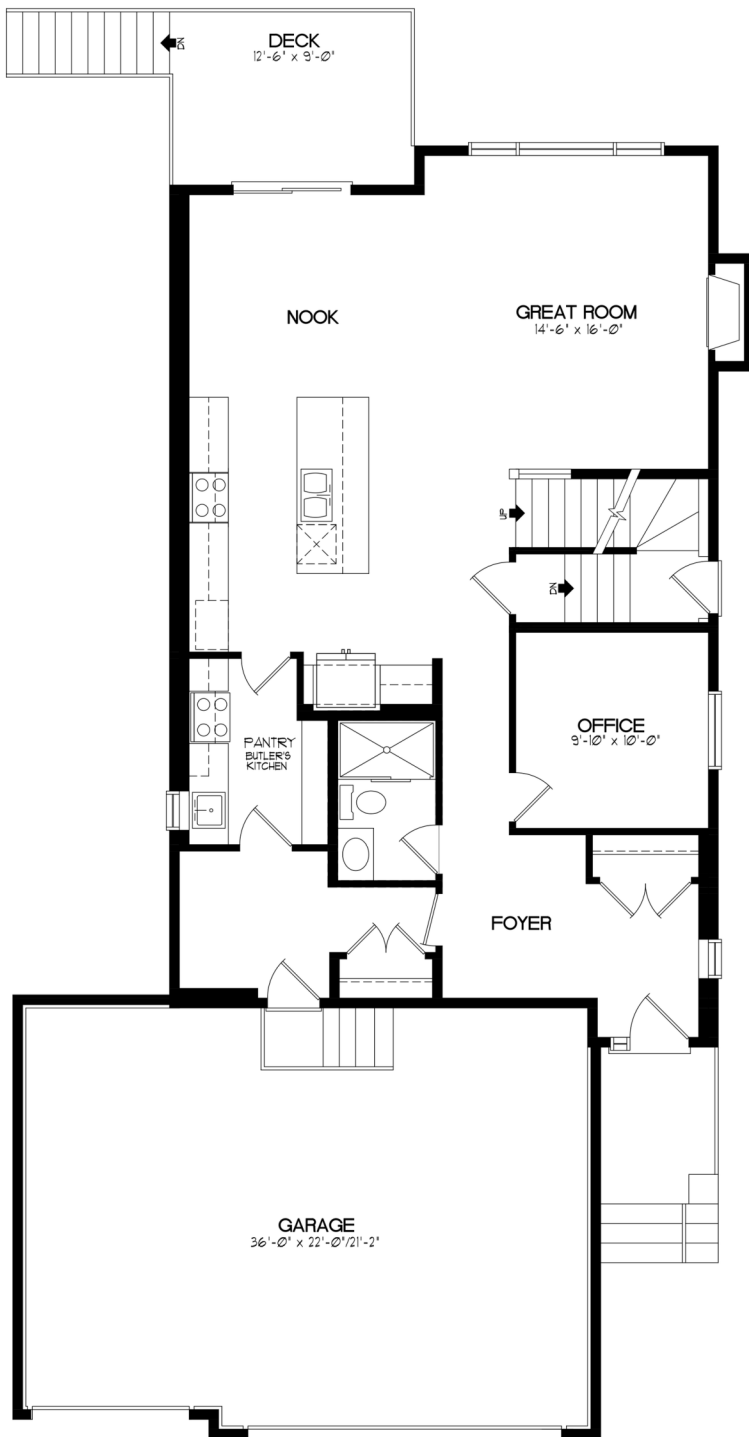 DN
DECK
12'-6" x 9'-0"
NOOK
GREAT ROOM
14'-6" x 16'-0"
UP
DN
OFFICE
9'-10" x 10'-0"
PANTRY
BUTLER'S
KITCHEN
FOYER
GARAGE
36'-0" x 22'-0"/21'-2"